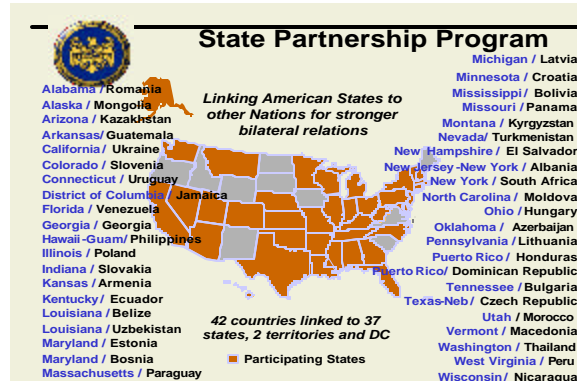 State Partnership Program
Linking American States to
other Nations for stronger
bilateral relations
Alabama / Romania
Alaska / Mongolia
Arizona / Kazakhstan
Arkansas/ Guatemala
California / Ukraine
Colorado / Slovenia
Connecticut / Uruguay
District of Columbia / Jamaica
Florida / Venezuela
Georgia / Georgia
Hawaii-Guam/ Philippines
Illinois / Poland
Indiana / Slovakia
Kansas / Armenia
Kentucky/ Ecuador
Louisiana / Belize
Louisiana / Uzbekistan
Maryland / Estonia
Maryland / Bosnia
Massachusetts / Paraguay
Michigan / Latvia
Minnesota / Croatia
Mississippi / Bolivia
Missouri / Panama
Montana / Kyrgyzstan
Nevada/ Turkmenistan
New Hampshire / El Salvador
New Jersey-New York / Albania
New York / South Africa
North Carolina / Moldova
Ohio / Hungary
Oklahoma / Azerbaijan
Pennsylvania / Lithuania
Puerto Rico / Honduras
Puerto Rico/ Dominican Republic
Tennessee / Bulgaria
Texas-Neb / Czech Republic
Utah / Morocco
Vermont / Macedonia
Washington / Thailand
West Virginia / Peru
Wisconsin/ Nicaragua
42 countries linked to 37
states, 2 territories and DC
Participating States